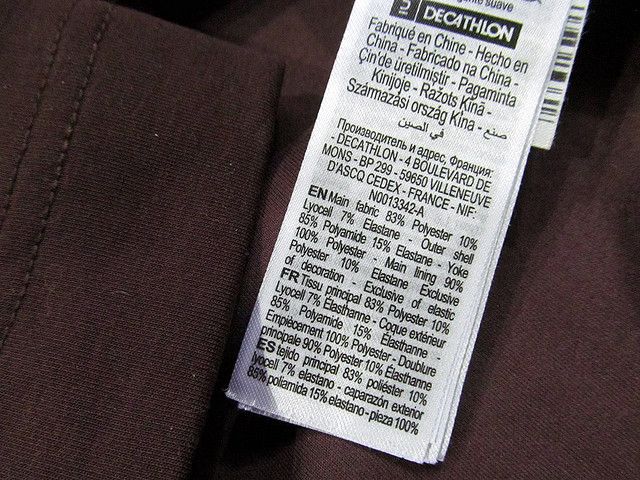 suave
2
DECATHLON
Fabriqué en Chine - Hecho en
China - Fabricado na China -
Çin'de üretilmiştir - Pagaminta
Kinijoje - Ražots Ķīnā -
Származási ország Kína - صنع
في الصين
Производитель и адрес, Франция:
- DECATHLON - 4 BOULEVARD DE
MONS - BP 299 - 59650 VILLENEUVE
D'ASCQ CEDEX - FRANCE - NIF:
N0013342-A
EN Main fabric 83% Polyester 10%
Lyocell 7% Elastane - Outer shell
85% Polyamide 15% Elastane - Yoke
100% Polyester - Main lining 90%
Polyester 10% Elastane Exclusive
of decoration - Exclusive of elastic
FR Tissu principal 83% Polyester 10%
Lyocell 7% Élasthanne - Coque extérieur
85% Polyamide 15% Élasthanne -
Empiècement 100% Polyester - Doublure
principale 90% Polyester 10% Élasthanne
ES tejido principal 83% poliéster 10%
lyocell 7% elastano - caparazón exterior
85% poliamida 15% elastano - pieza 100%